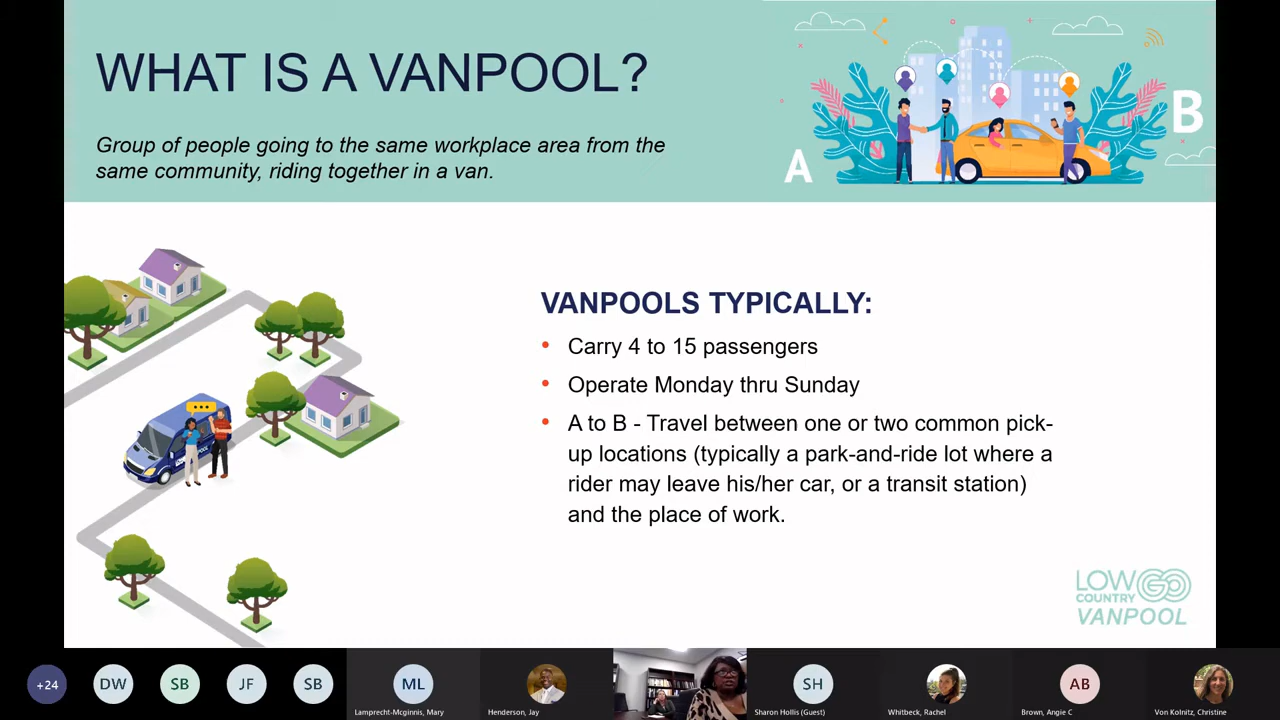 WHAT IS A VANPOOL?
Group of people going to the same workplace area from the
same community, riding together in a van.
A
B
VANPOOLS TYPICALLY:
• Carry 4 to 15 passengers
• Operate Monday thru Sunday
• A to B - Travel between one or two common pick-
up locations (typically a park-and-ride lot where a
rider may leave his/her car, or a transit station)
and the place of work.
LOW GO
COUNTRY
VANPOOL
+24
DW
SB
JF
SB
ML
Lamprecht-Mcginnis, Mary
Henderson, Jay
SH
Sharon Hollis (Guest)
Whitbeck, Rachel
AB
Brown, Angie C
Von Kolnitz, Christine